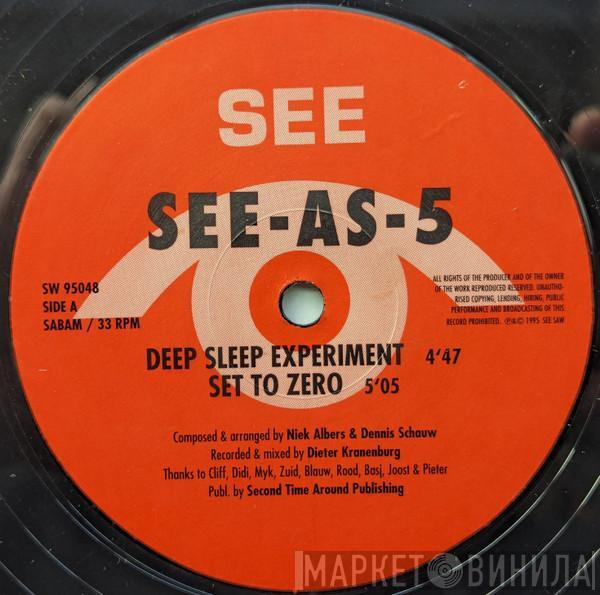 SEE
SEE-AS-5
SW 95048
SIDE A
SABAM / 33 RPM
ALL RIGHTS OF THE PRODUCER AND OF THE OWNER
OF THE WORK REPRODUCED RESERVED. UNAUTHO-
RISED COPYING, LENDING, HIRING, PUBLIC
PERFORMANCE AND BROADCASTING OF THIS
RECORD PROHIBITED. ℗&© 1995 SEE SAW
DEEP SLEEP EXPERIMENT 4'47
SET TO ZERO 5'05
Composed & arranged by Niek Albers & Dennis Schauw
Recorded & mixed by Dieter Kranenburg
Thanks to Cliff, Didi, Myk, Zuid, Blauw, Rood, Basj, Joost & Pieter
Publ. by Second Time Around Publishing
МАРКЕТ ВИНИЛА